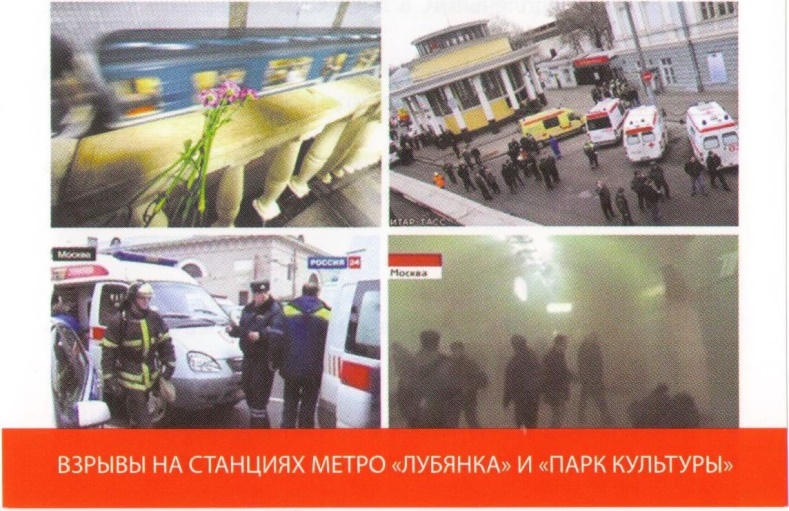 ИТАР-ТАСС
Москва
РОССИЯ 24
Москва
ВЗРЫВЫ НА СТАНЦИЯХ МЕТРО «ЛУБЯНКА» И «ПАРК КУЛЬТУРЫ»